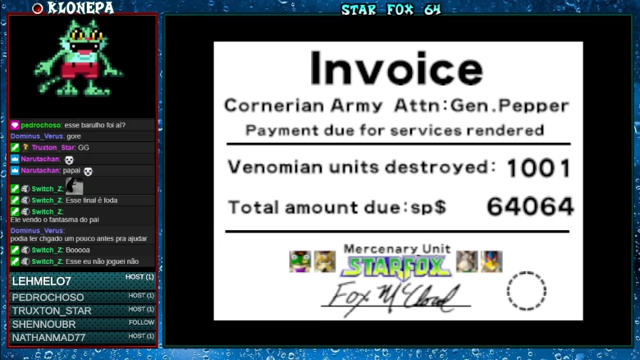 KLONEPA
STAR FOX 64
pedrochoso: esse barulho foi aí?
Dominus_Verus: gore
Truxton_Star: GG
Narutachan:
Narutachan: papai
Switch_Z:
Switch_Z: Esse final é foda
Switch_Z:
Ele vendo o fantasma do pai
Dominus_Verus:
podia ter chgado um pouco antes pra ajudar
Switch_Z: Booooa
Switch_Z: Esse eu não joguei não
LEHMELO7 HOST (1)
PEDROCHOSO HOST (1)
TRUXTON_STAR HOST (1)
SHENNOUBR FOLLOW
NATHANMAD77 HOST (1)
Invoice
Cornerian Army Attn:Gen.Pepper
Payment due for services rendered
Venomian units destroyed: 1001
Total amount due:sp$ 64064
Mercenary Unit
STARFOX
Fox McCloud